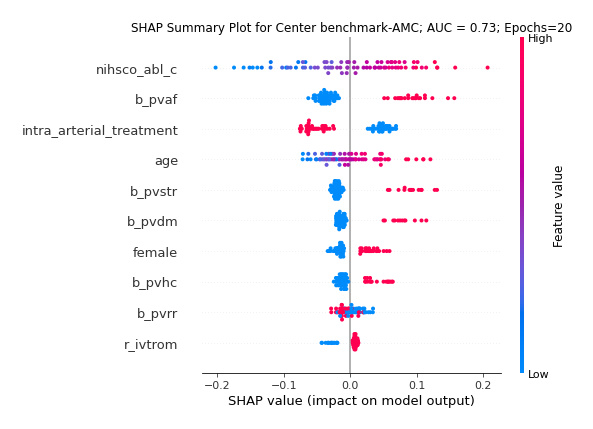 SHAP Summary Plot for Center benchmark-AMC; AUC = 0.73; Epochs=20
High
nihsco_abl_c
b_pvaf
intra_arterial_treatment
age
b_pvstr
b_pvdm
female
b_pvhc
b_pvrr
r_ivtrom
Feature value
Low
−0.2 −0.1 0.0 0.1 0.2
SHAP value (impact on model output)